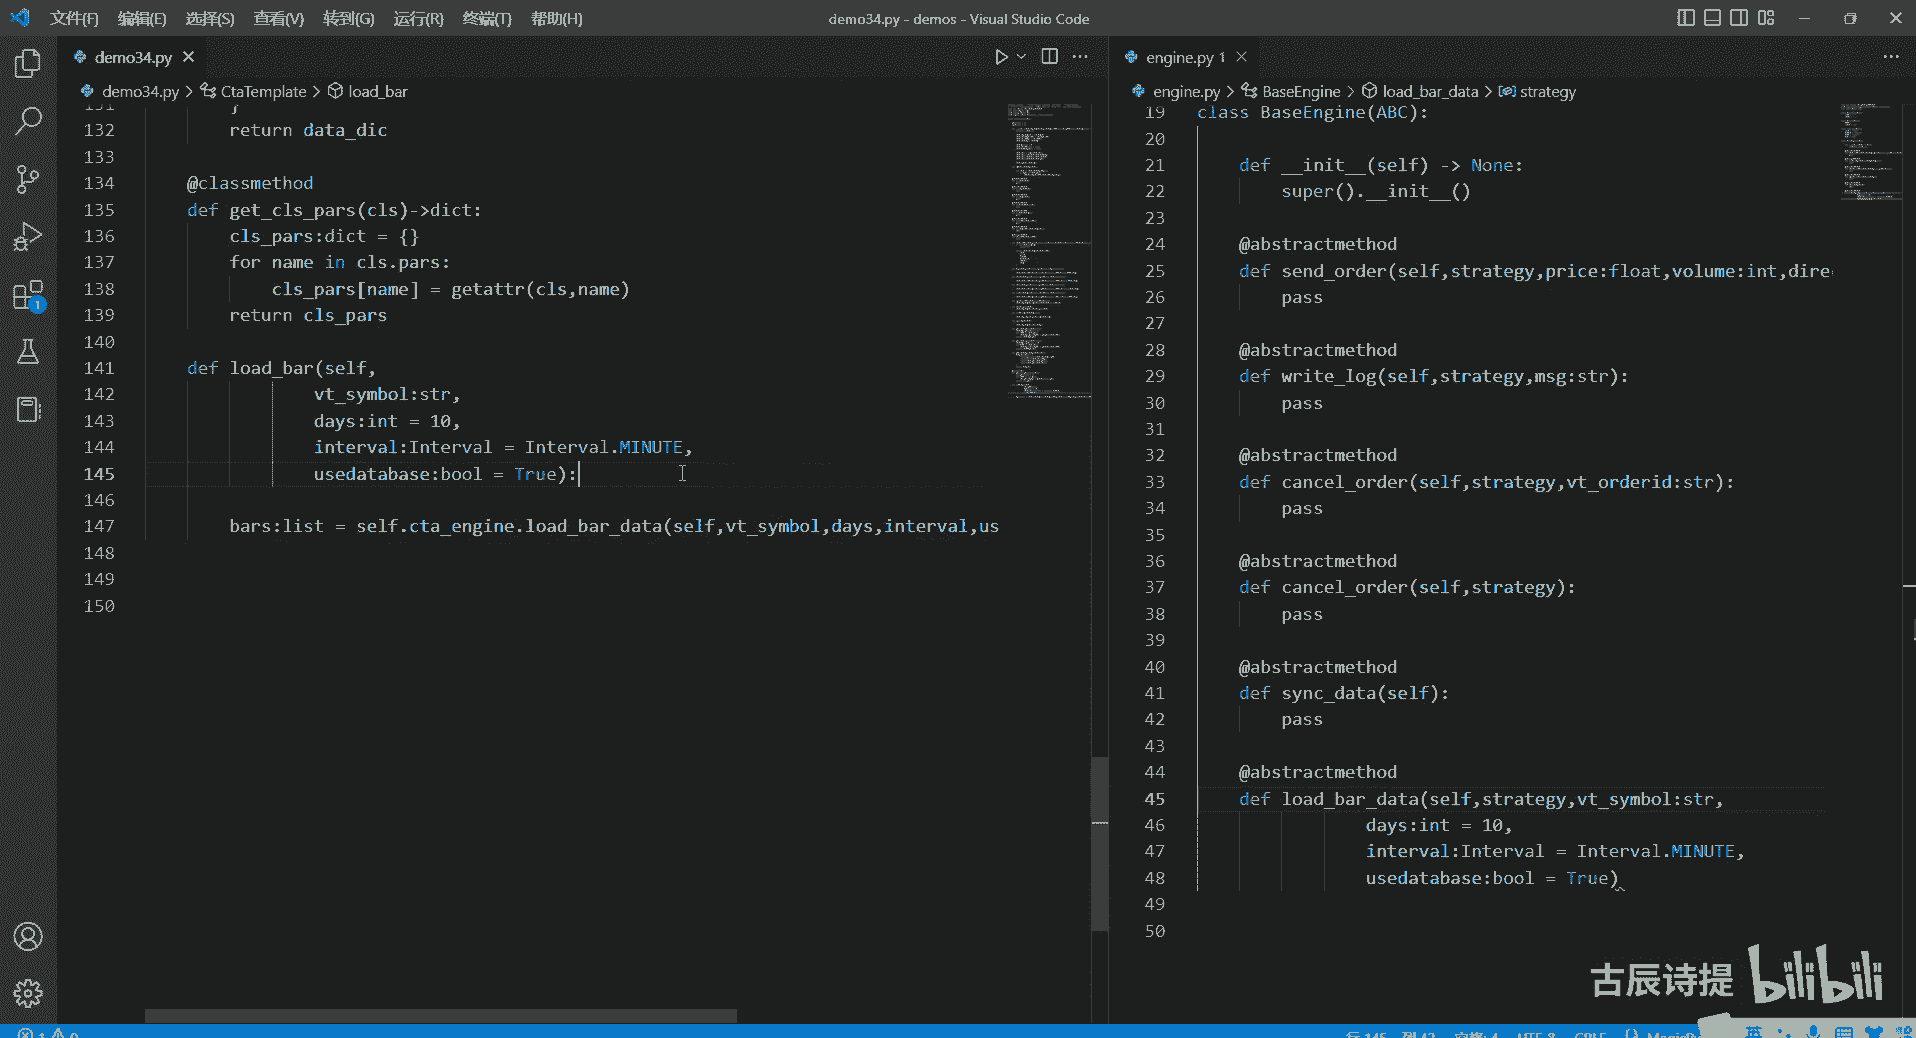 文件(F) 编辑(E) 选择(S) 查看(V) 转到(G) 运行(R) 终端(T) 帮助(H)
demo34.py - demos - Visual Studio Code
demo34.py
demo34.py > CtaTemplate > load_bar
131 }
132 return data_dic
133
134 @classmethod
135 def get_cls_pars(cls)->dict:
136 cls_pars:dict = {}
137 for name in cls.pars:
138 cls_pars[name] = getattr(cls,name)
139 return cls_pars
140
141 def load_bar(self,
142 vt_symbol:str,
143 days:int = 10,
144 interval:Interval = Interval.MINUTE,
145 usedatabase:bool = True):
146
147 bars:list = self.cta_engine.load_bar_data(self,vt_symbol,days,interval,us
148
149
150
engine.py 1
engine.py > BaseEngine > load_bar_data > strategy
19 class BaseEngine(ABC):
20
21 def __init__(self) -> None:
22 super().__init__()
23
24 @abstractmethod
25 def send_order(self,strategy,price:float,volume:int,dire
26 pass
27
28 @abstractmethod
29 def write_log(self,strategy,msg:str):
30 pass
31
32 @abstractmethod
33 def cancel_order(self,strategy,vt_orderid:str):
34 pass
35
36 @abstractmethod
37 def cancel_order(self,strategy):
38 pass
39
40 @abstractmethod
41 def sync_data(self):
42 pass
43
44 @abstractmethod
45 def load_bar_data(self,strategy,vt_symbol:str,
46 days:int = 10,
47 interval:Interval = Interval.MINUTE,
48 usedatabase:bool = True)
49
50
1
古辰诗提 bilibili
英